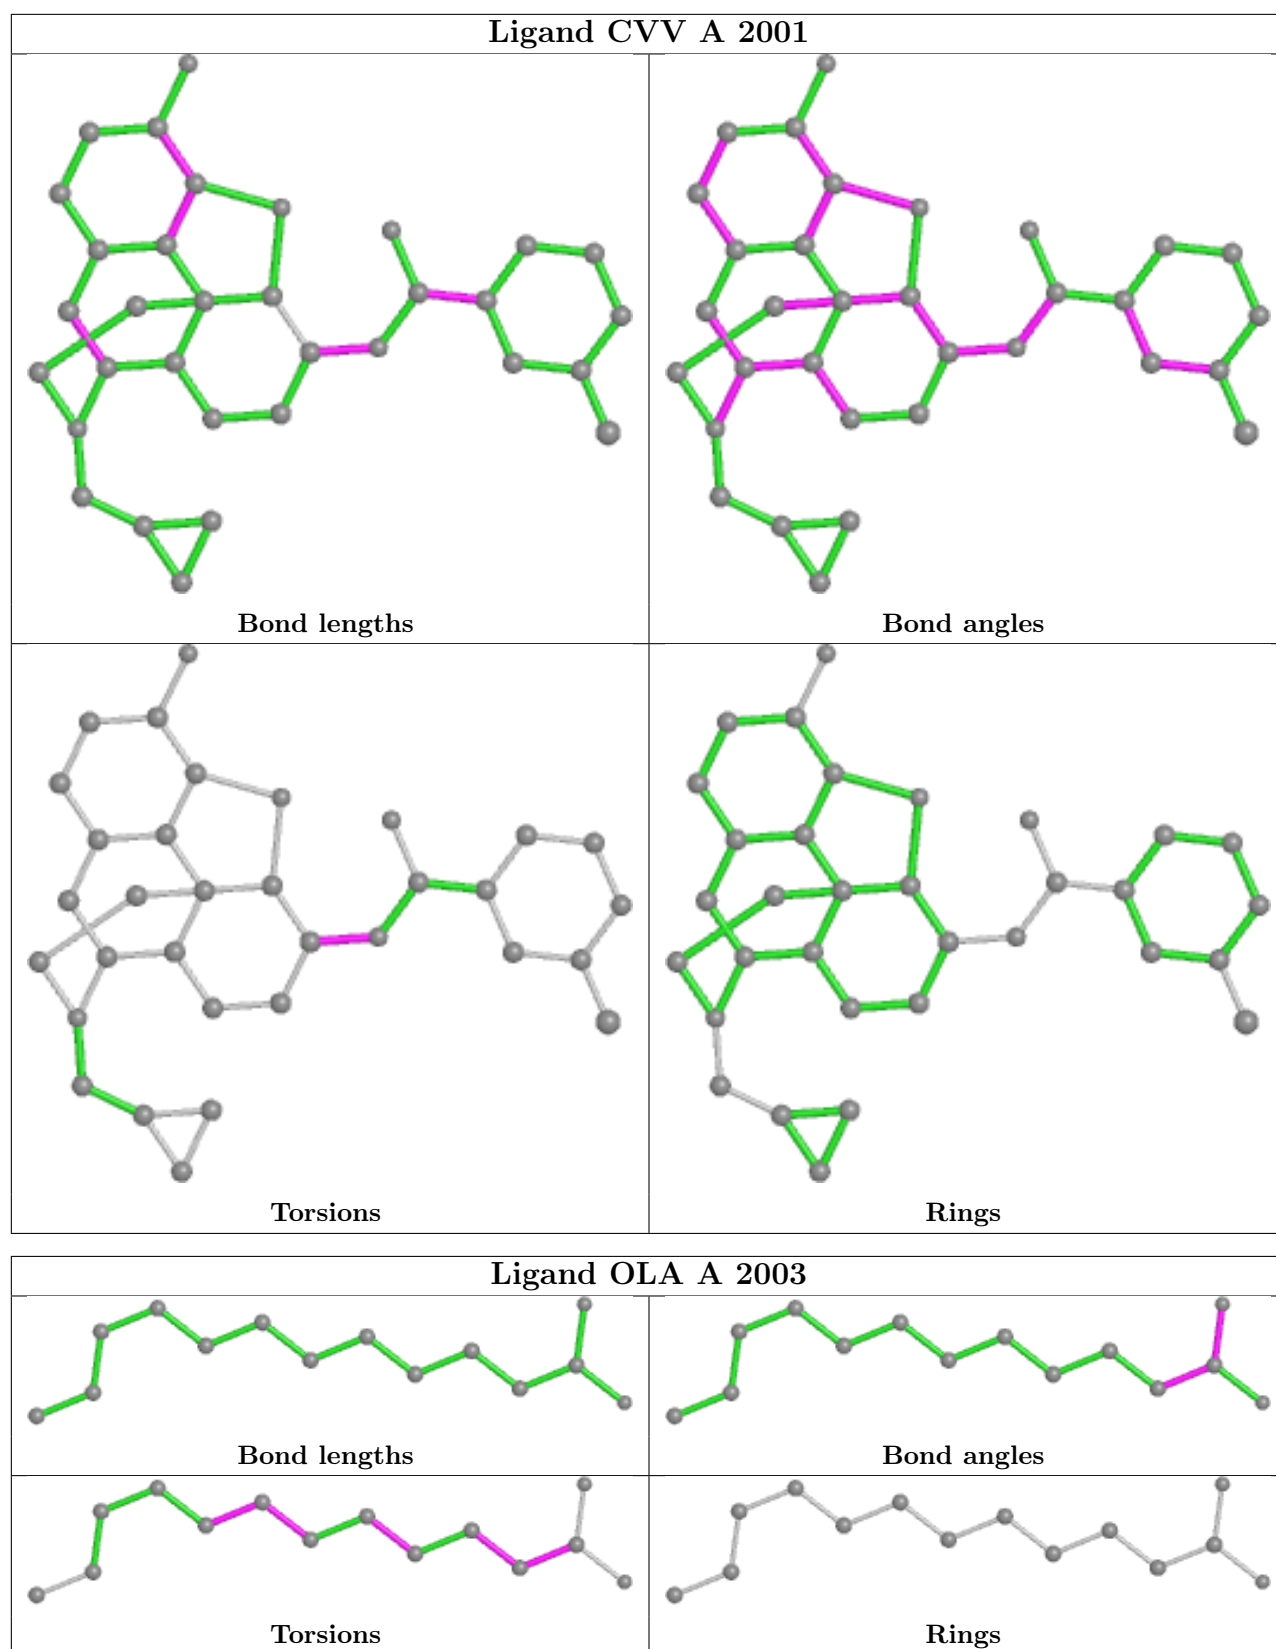 Ligand CVV A 2001
Bond lengths
Bond angles
Torsions
Rings
Ligand OLA A 2003
Bond lengths
Bond angles
Torsions
Rings